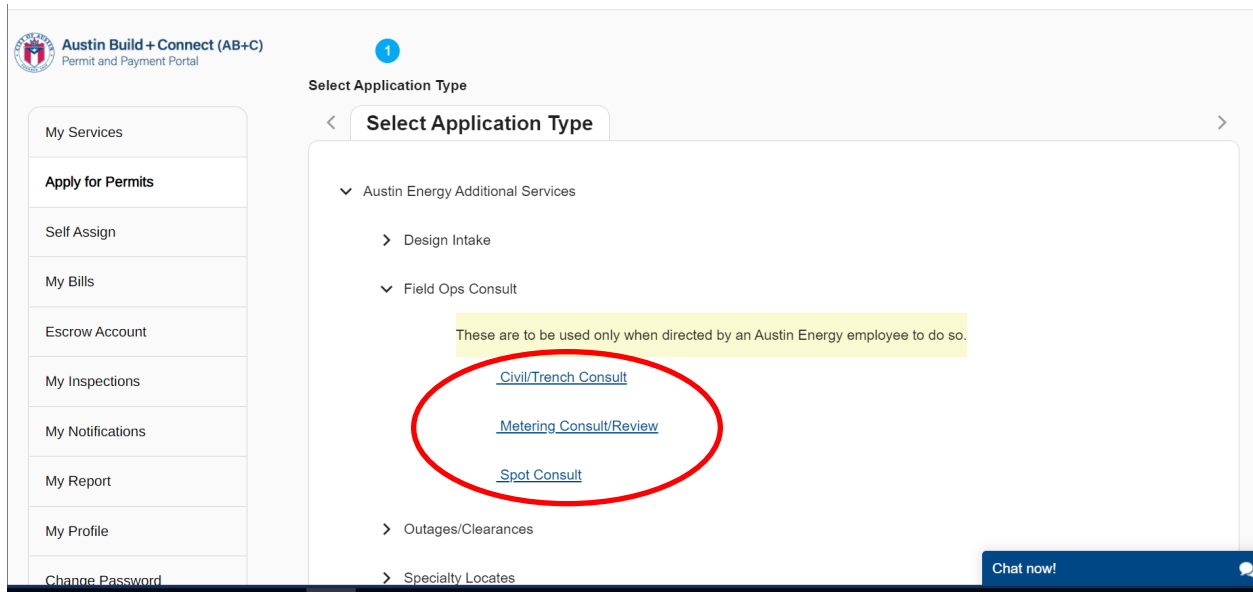 Austin Build + Connect (AB+C)
Permit and Payment Portal
1
Select Application Type
My Services
Apply for Permits
Self Assign
My Bills
Escrow Account
My Inspections
My Notifications
My Report
My Profile
Change Password
Select Application Type
Austin Energy Additional Services
Design Intake
Field Ops Consult
These are to be used only when directed by an Austin Energy employee to do so.
Civil/Trench Consult
Metering Consult/Review
Spot Consult
Outages/Clearances
Specialty Locates
Chat now!